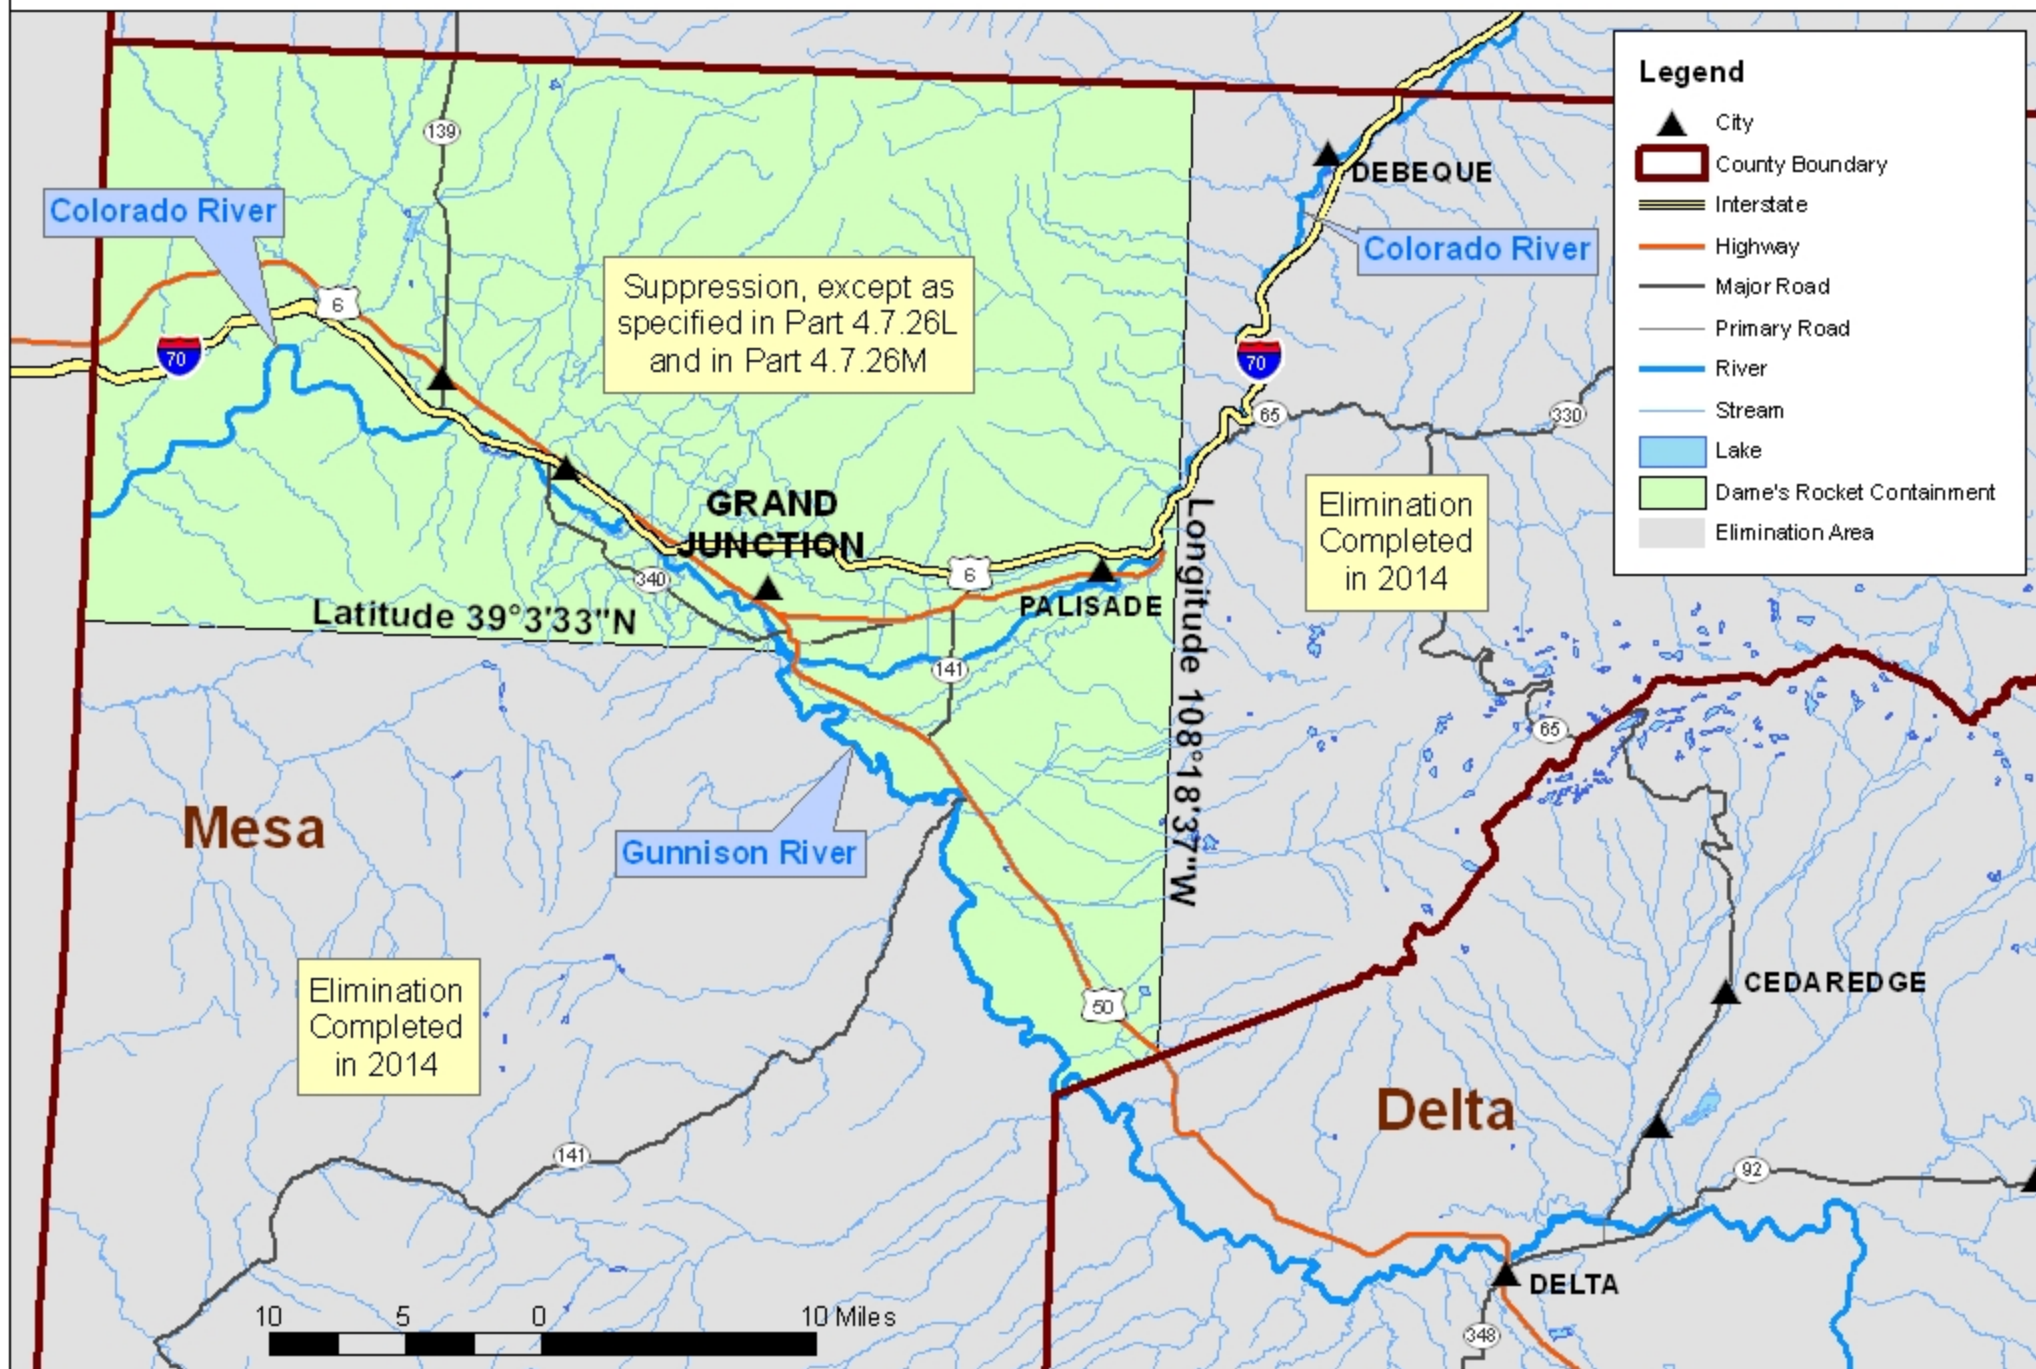 139
Colorado River
6
70
Suppression, except as
specified in Part 4.7.26L
and in Part 4.7.26M
GRAND
JUNCTION
340
6
PALISADE
Latitude 39°3'33"N
141
Longitude 108°18'37"W
DEBEQUE
Colorado River
70
65
330
Elimination
Completed
in 2014
65
Mesa
Gunnison River
Elimination
Completed
in 2014
50
141
CEDAREDGE
Delta
92
DELTA
348
10 5 0 10 Miles
Legend
City
County Boundary
Interstate
Highway
Major Road
Primary Road
River
Stream
Lake
Dame's Rocket Containment
Elimination Area